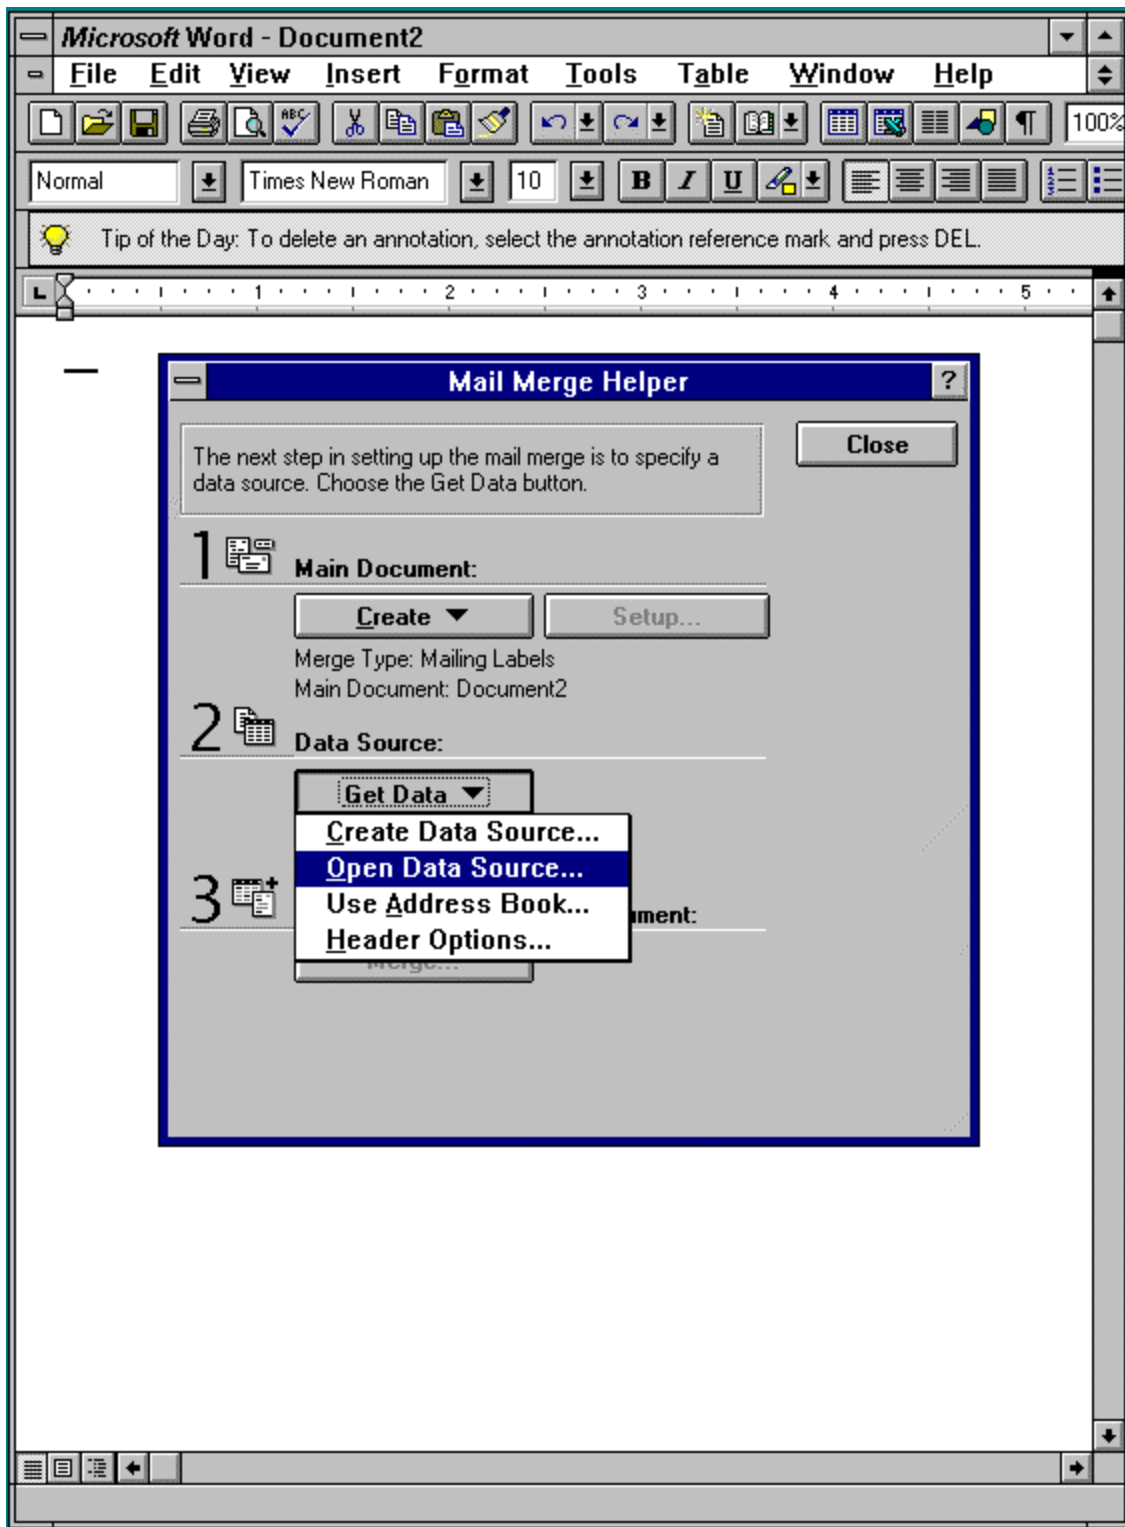 Microsoft Word - Document2
File Edit View Insert Format Tools Table Window Help
ABC
100%
Normal Times New Roman 10 B I U
Tip of the Day: To delete an annotation, select the annotation reference mark and press DEL.
1 2 3 4 5
Mail Merge Helper ?
The next step in setting up the mail merge is to specify a
data source. Choose the Get Data button.
Close
1 Main Document:
Create Setup...
Merge Type: Mailing Labels
Main Document: Document2
2 Data Source:
Get Data
Create Data Source...
Open Data Source...
Use Address Book...
3 ument:
Header Options...
Merge...